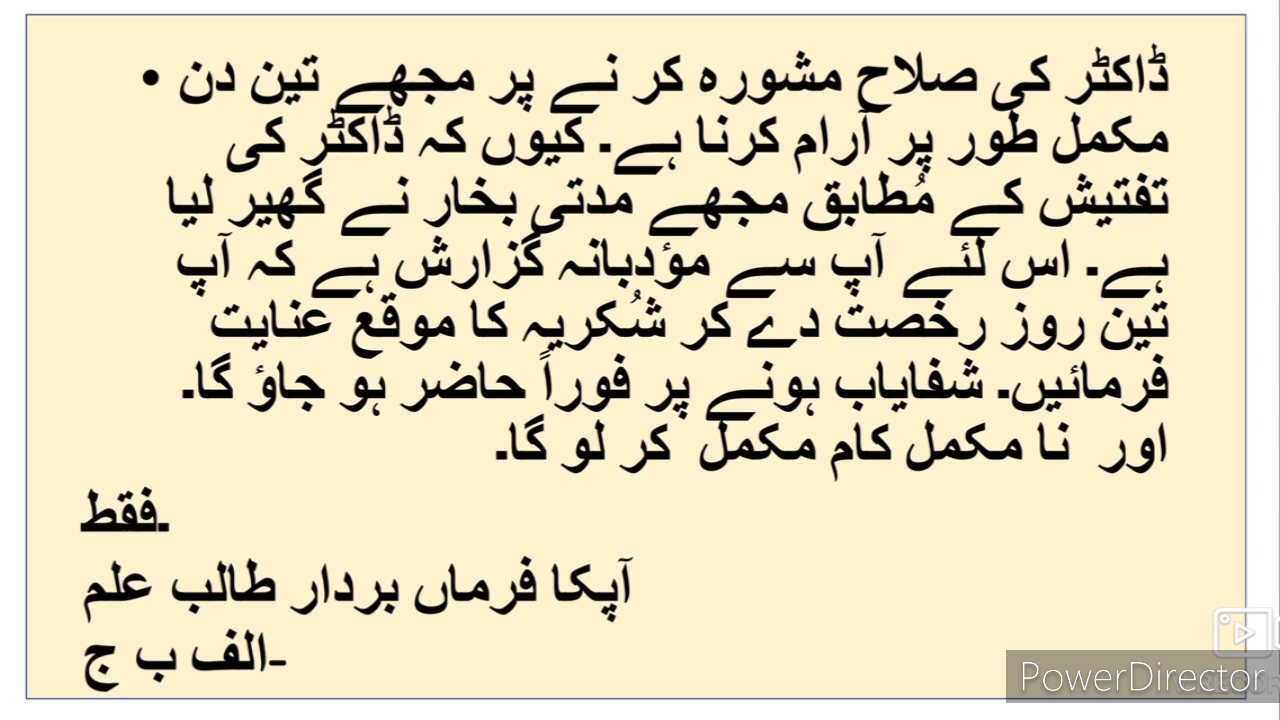 • ڈاکٹر کی صلاح مشورہ کر نے پر مجھے تین دن
مکمل طور پر آرام کرنا ہے۔ کیوں کہ ڈاکٹر کی
تفتیش کے مُطابق مجھے مدتی بخار نے گھیر لیا
ہے۔ اس لئے آپ سے مؤدبانہ گزارش ہے کہ آپ
تین روز رخصت دے کر شُکریہ کا موقع عنایت
فرمائیں۔ شفایاب ہونے پر فوراً حاضر ہو جاؤ گا۔
اور نا مکمل کام مکمل کر لو گا۔
فقط۔
آپکا فرماں بردار طالب علم
الف ب ج-
PowerDirector